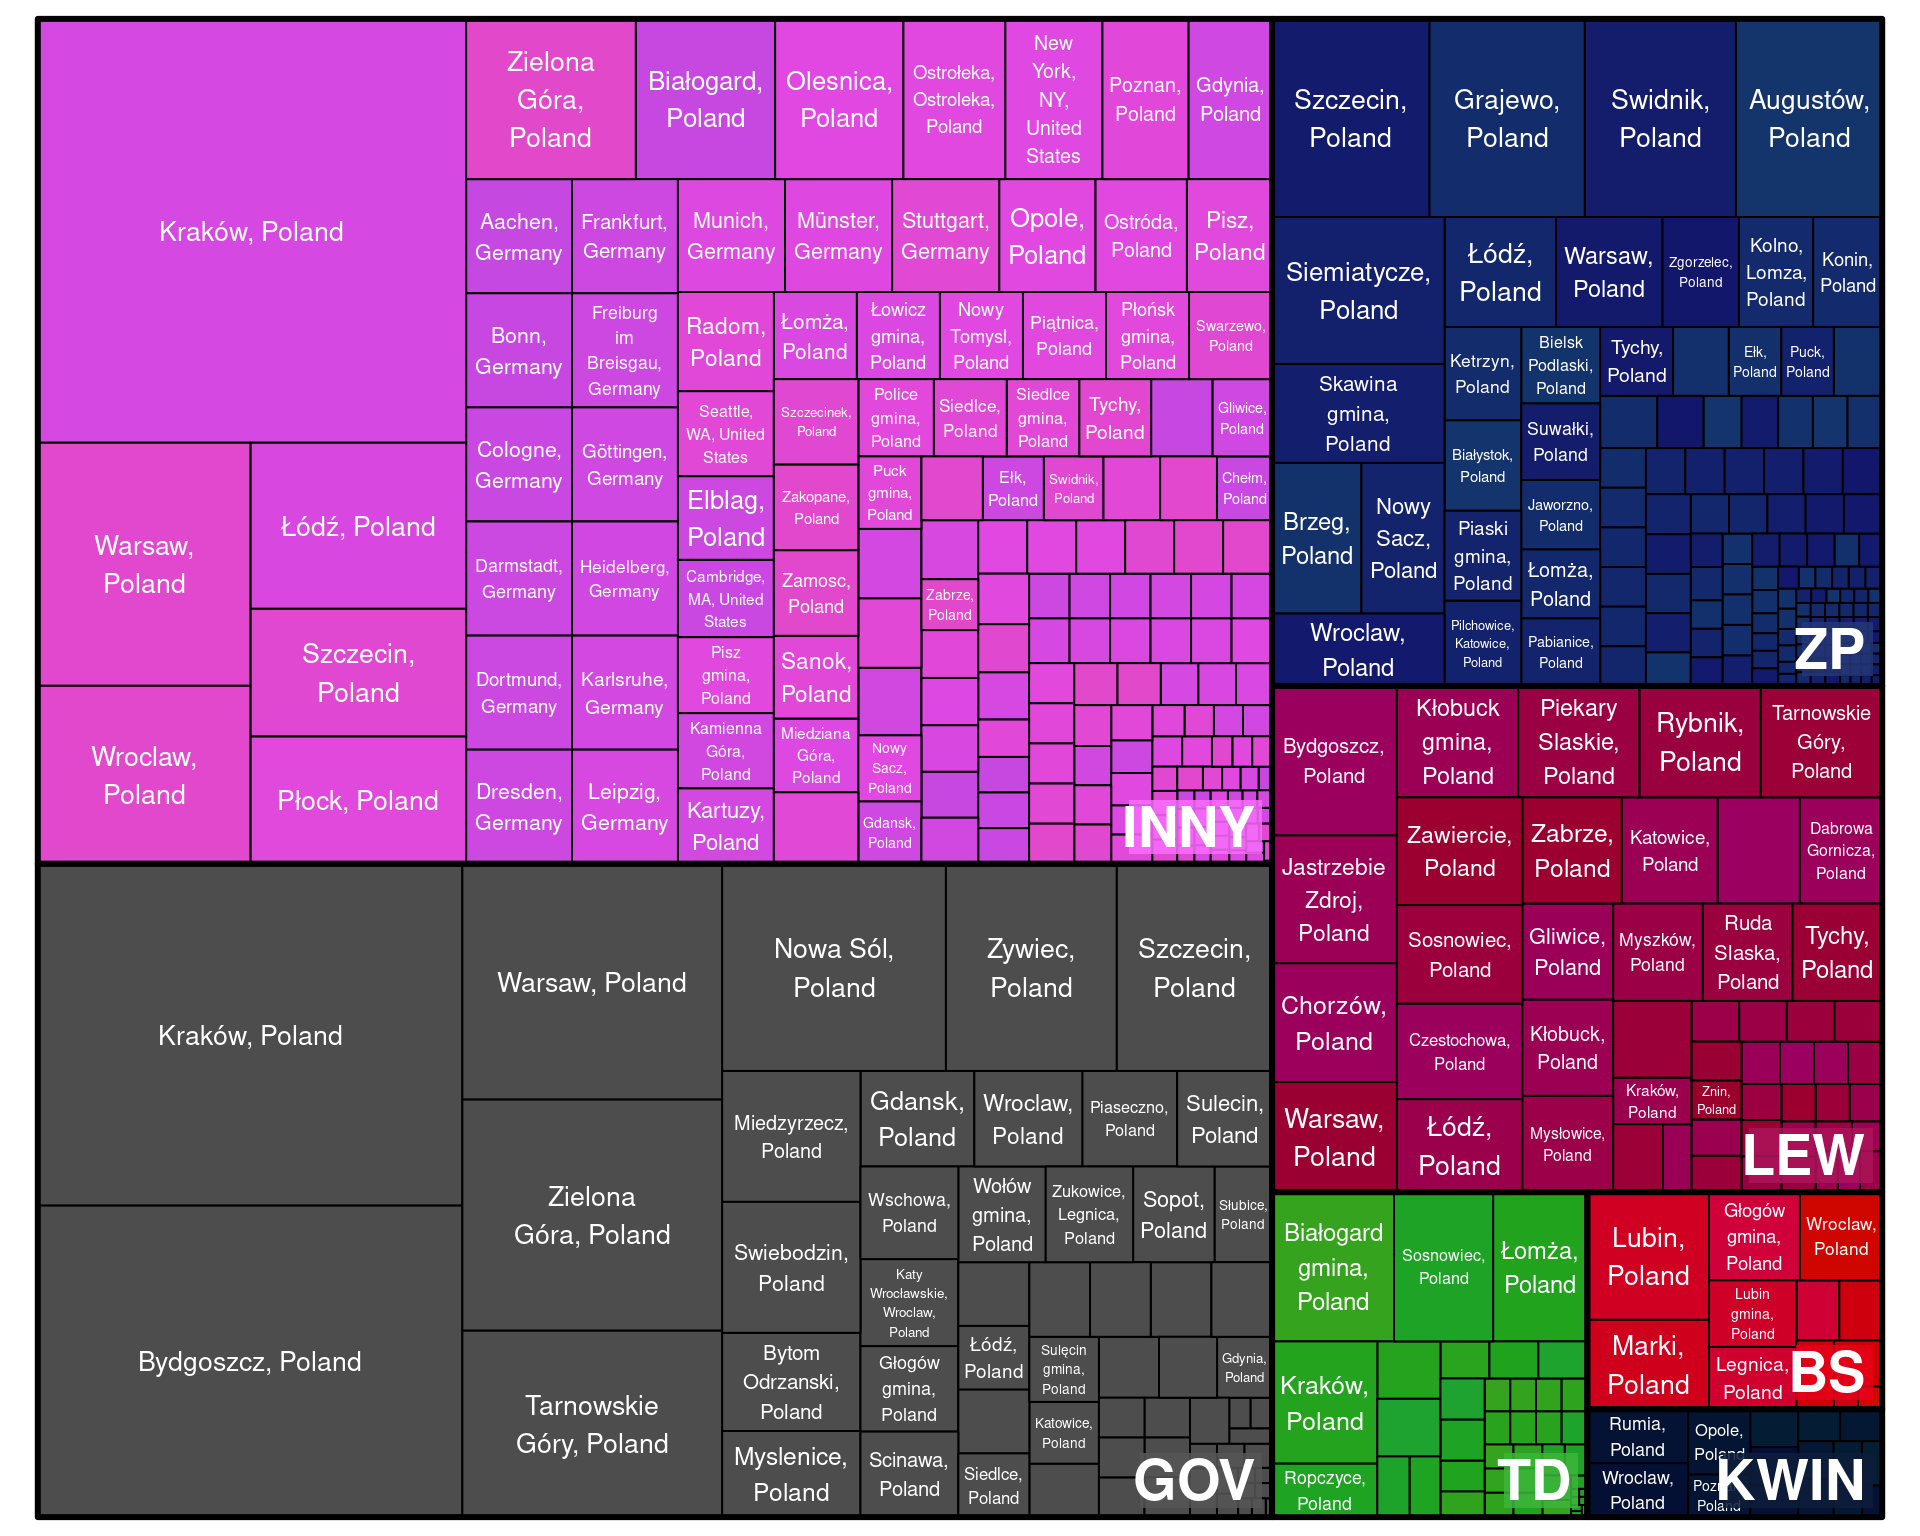 Kraków, Poland
Warsaw,
Poland
Łódź, Poland
Szczecin,
Poland
Wroclaw,
Poland
Płock, Poland
Zielona
Góra,
Poland
Białogard,
Poland
Olesnica,
Poland
Ostrołeka,
Ostroleka,
Poland
New
York,
NY,
United
States
Poznan,
Poland
Gdynia,
Poland
Aachen,
Germany
Frankfurt,
Germany
Munich,
Germany
Münster,
Germany
Stuttgart,
Germany
Opole,
Poland
Ostróda,
Poland
Pisz,
Poland
Bonn,
Germany
Freiburg
im
Breisgau,
Germany
Cologne,
Germany
Göttingen,
Germany
Darmstadt,
Germany
Heidelberg,
Germany
Dortmund,
Germany
Karlsruhe,
Germany
Dresden,
Germany
Leipzig,
Germany
Radom,
Poland
Łomża,
Poland
Łowicz
gmina,
Poland
Nowy
Tomysl,
Poland
Piątnica,
Poland
Płońsk
gmina,
Poland
Swarzewo,
Poland
Seattle,
WA, United
States
Elblag,
Poland
Cambridge,
MA, United
States
Pisz
gmina,
Poland
Kamienna
Góra,
Poland
Kartuzy,
Poland
Szczecinek,
Poland
Zakopane,
Poland
Zamosc,
Poland
Sanok,
Poland
Miedziana
Góra,
Poland
Police
gmina,
Poland
Siedlce,
Poland
Siedlce
gmina,
Poland
Tychy,
Poland
Gliwice,
Poland
Puck
gmina,
Poland
Ełk,
Poland
Swidnik,
Poland
Chełm,
Poland
Zabrze,
Poland
Nowy
Sacz,
Poland
Gdansk,
Poland
INNY
Szczecin,
Poland
Grajewo,
Poland
Swidnik,
Poland
Augustów,
Poland
Siemiatycze,
Poland
Skawina
gmina,
Poland
Brzeg,
Poland
Nowy
Sacz,
Poland
Wroclaw,
Poland
Łódź,
Poland
Warsaw,
Poland
Zgorzelec,
Poland
Kolno,
Lomza,
Poland
Konin,
Poland
Ketrzyn,
Poland
Bielsk
Podlaski,
Poland
Tychy,
Poland
Ełk,
Poland
Puck,
Poland
Białystok,
Poland
Suwałki,
Poland
Piaski
gmina,
Poland
Jaworzno,
Poland
Łomża,
Poland
Pilchowice,
Katowice,
Poland
Pabianice,
Poland
ZP
Kraków, Poland
Bydgoszcz, Poland
Warsaw, Poland
Zielona
Góra, Poland
Tarnowskie
Góry, Poland
Nowa Sól,
Poland
Zywiec,
Poland
Szczecin,
Poland
Miedzyrzecz,
Poland
Swiebodzin,
Poland
Bytom
Odrzanski,
Poland
Myslenice,
Poland
Gdansk,
Poland
Wroclaw,
Poland
Piaseczno,
Poland
Sulecin,
Poland
Wschowa,
Poland
Wołów
gmina,
Poland
Zukowice,
Legnica,
Poland
Sopot,
Poland
Słubice,
Poland
Katy
Wrocławskie,
Wroclaw,
Poland
Głogów
gmina,
Poland
Scinawa,
Poland
Łódź,
Poland
Siedlce,
Poland
Sulęcin
gmina,
Poland
Katowice,
Poland
Gdynia,
Poland
GOV
Bydgoszcz,
Poland
Jastrzebie
Zdroj,
Poland
Chorzów,
Poland
Warsaw,
Poland
Kłobuck
gmina,
Poland
Piekary
Slaskie,
Poland
Rybnik,
Poland
Tarnowskie
Góry,
Poland
Zawiercie,
Poland
Zabrze,
Poland
Katowice,
Poland
Dabrowa
Gornicza,
Poland
Sosnowiec,
Poland
Gliwice,
Poland
Myszków,
Poland
Ruda
Slaska,
Poland
Tychy,
Poland
Czestochowa,
Poland
Kłobuck,
Poland
Łódź,
Poland
Mysłowice,
Poland
Kraków,
Poland
Znin,
Poland
LEW
Białogard
gmina,
Poland
Sosnowiec,
Poland
Łomża,
Poland
Kraków,
Poland
Ropczyce,
Poland
TD
Lubin,
Poland
Marki,
Poland
Głogów
gmina,
Poland
Wroclaw,
Poland
Lubin
gmina,
Poland
Legnica,
Poland
BS
Rumia,
Poland
Wroclaw,
Poland
Opole,
Poland
Poland
KWIN